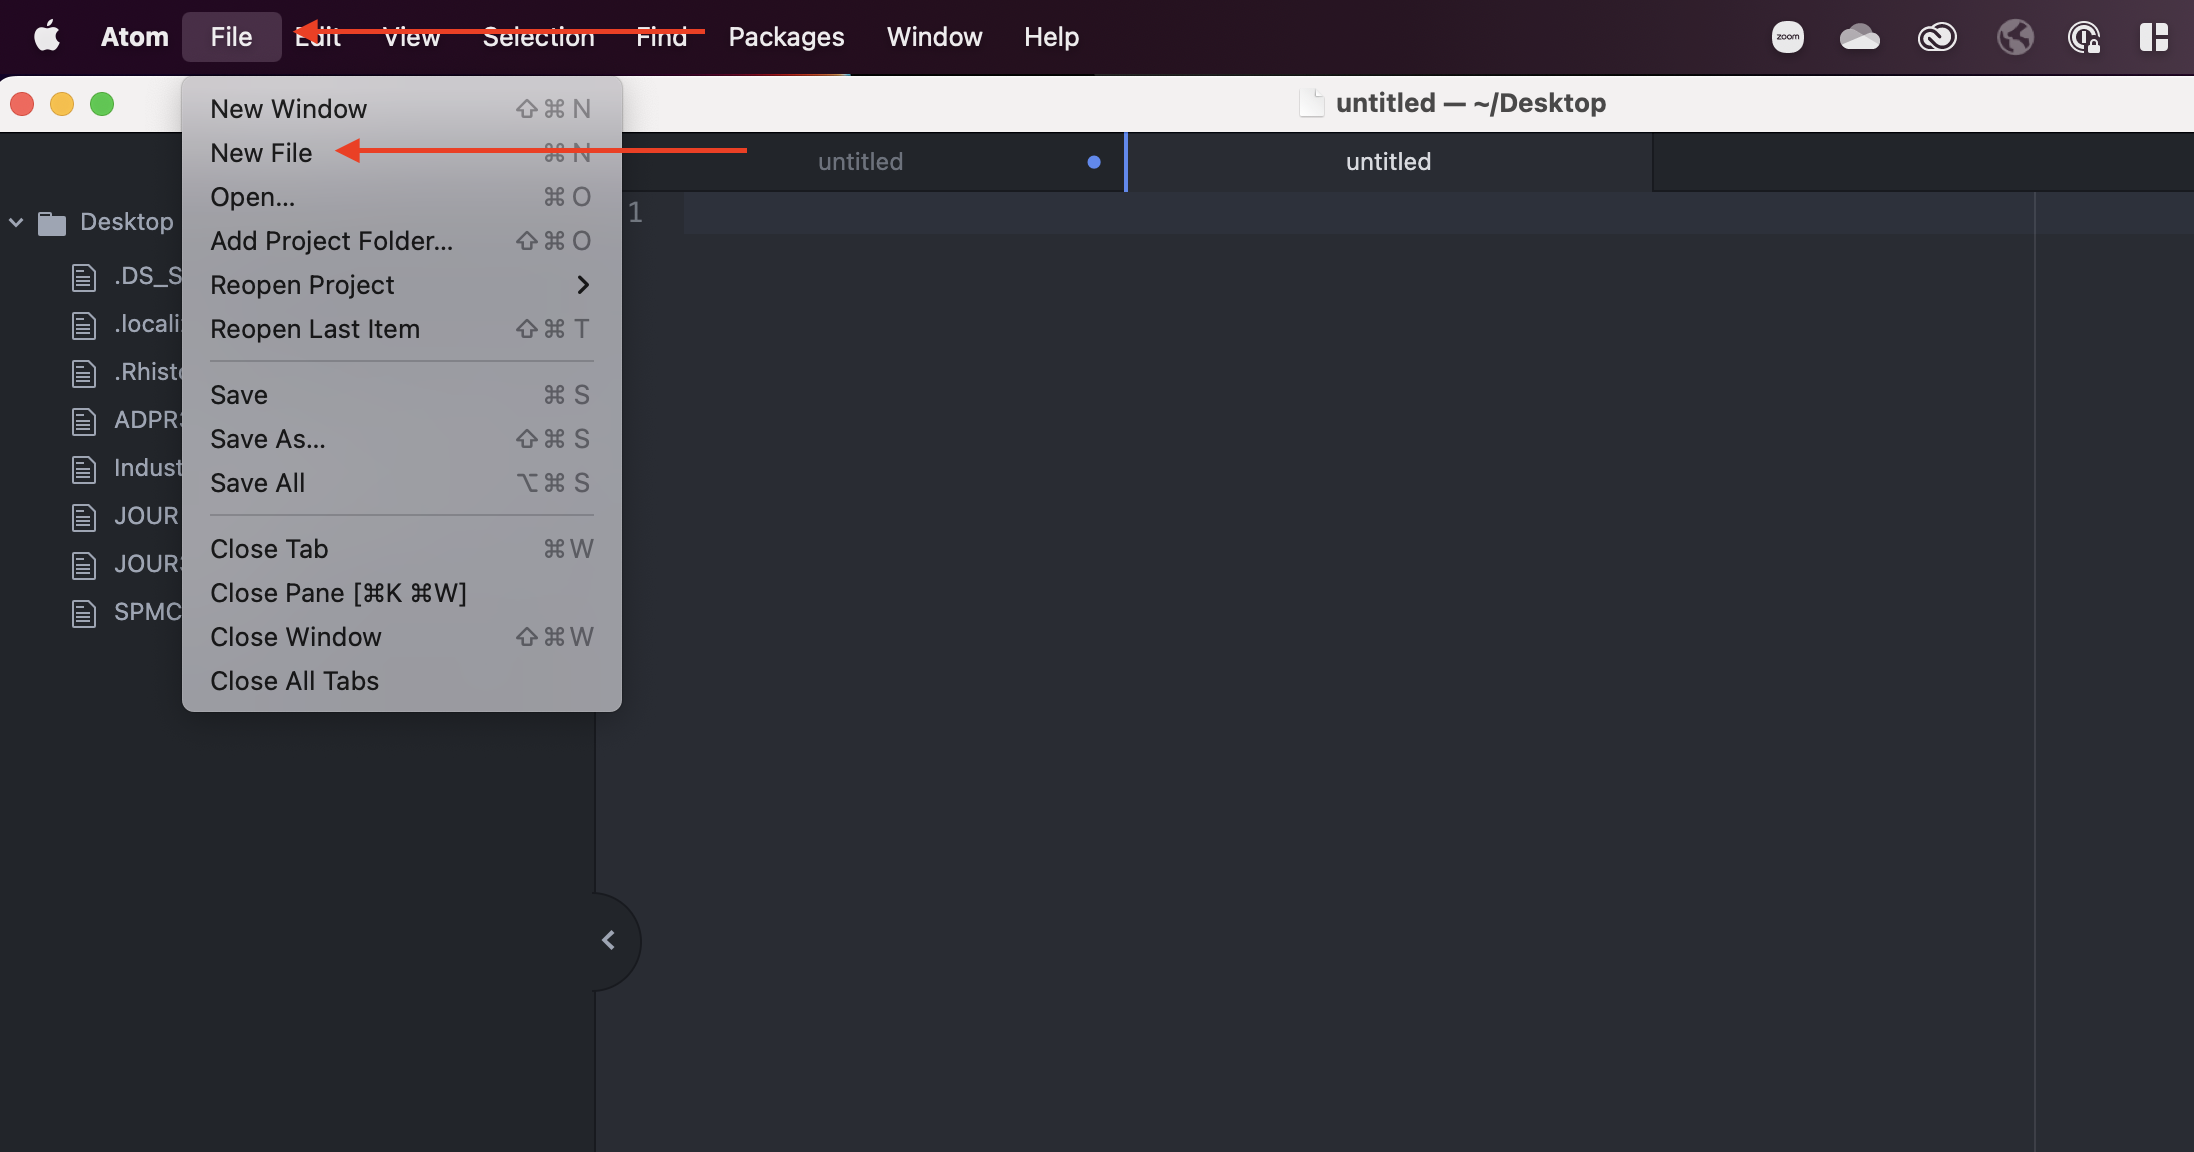 Atom File Edit View Selection Find Packages Window Help zoom
untitled — ~/Desktop
New Window ⇧⌘N
New File ⌘N
Open... ⌘O
Add Project Folder... ⇧⌘O
Reopen Project
Reopen Last Item ⇧⌘T
Save ⌘S
Save As... ⇧⌘S
Save All ⌥⌘S
Close Tab ⌘W
Close Pane [⌘K ⌘W]
Close Window ⇧⌘W
Close All Tabs
untitled
untitled
1
Desktop
.DS_S
.locali
.Rhist
ADPR
Indust
JOUR
JOUR
SPMC